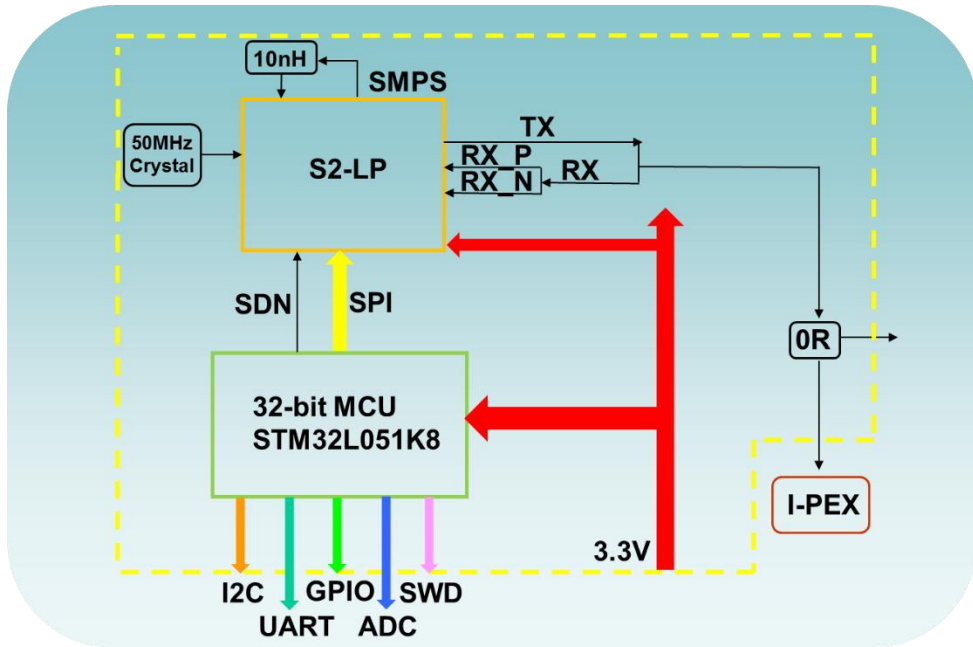 10nH
SMPS
50MHz
Crystal
S2-LP
TX
RX_P
RX_N
RX
SDN
SPI
0R
32-bit MCU
STM32L051K8
I-PEX
3.3V
I2C
GPIO
SWD
UART
ADC